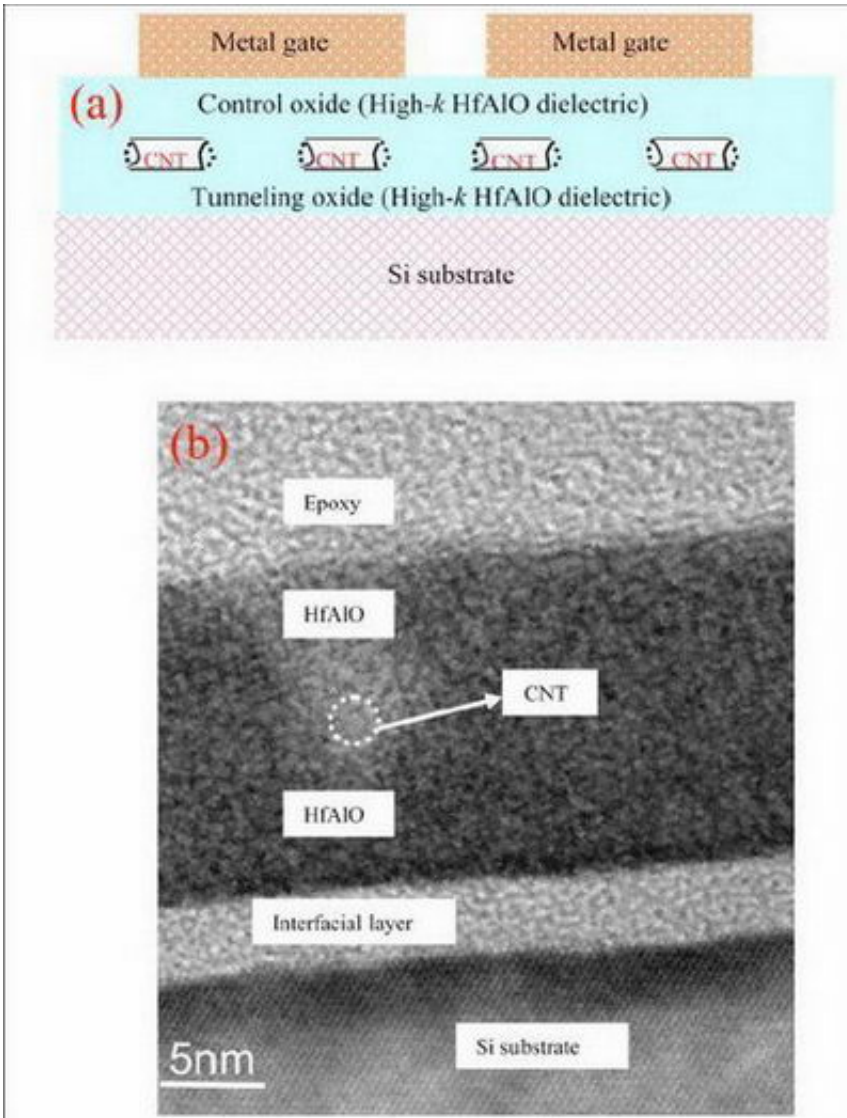 Metal gate
Metal gate
(a)
Control oxide (High-k HfAlO dielectric)
CNT
CNT
CNT
CNT
Tunneling oxide (High-k HfAlO dielectric)
Si substrate
(b)
Epoxy
HfAlO
CNT
HfAlO
Interfacial layer
Si substrate
5nm